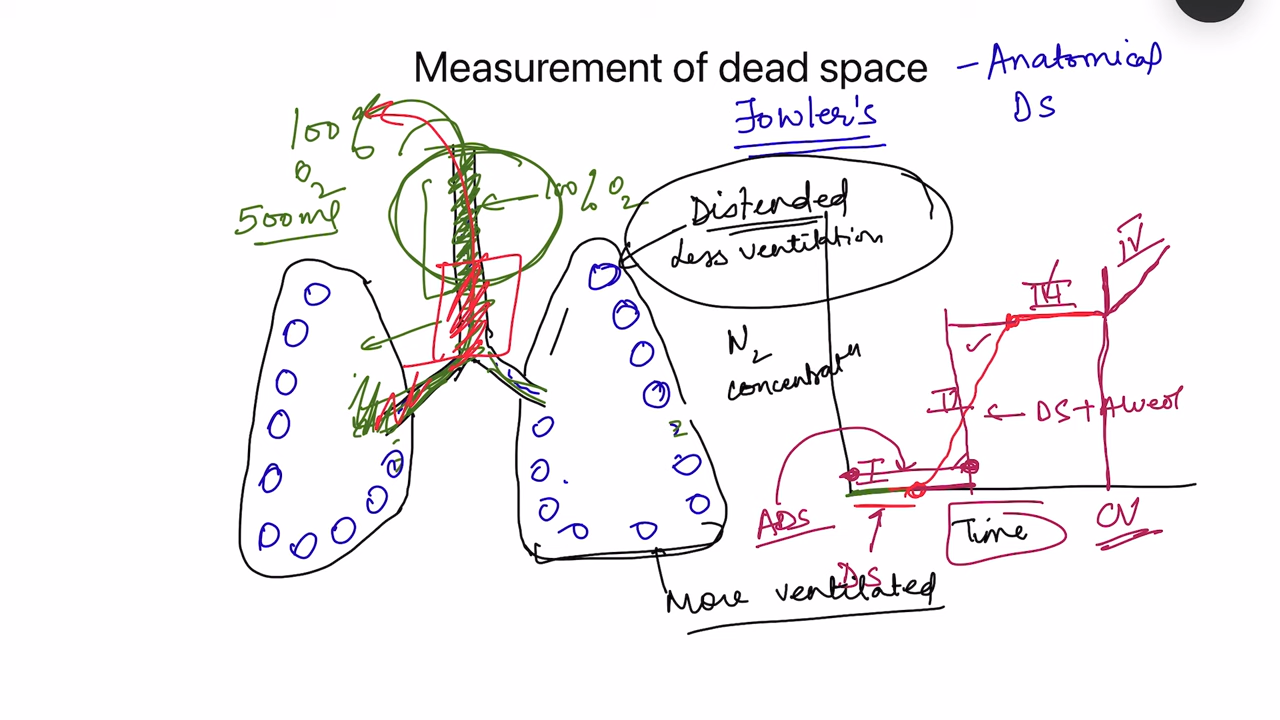 Measurement of dead space
- Anatomical
DS
Fowler's
100%
O2
500ml
100% O2
Distended
Less ventilation
N2
concentratn
I
II
III
IV
DS + Alveol
ADS
DS
Time
CV
More ventilated